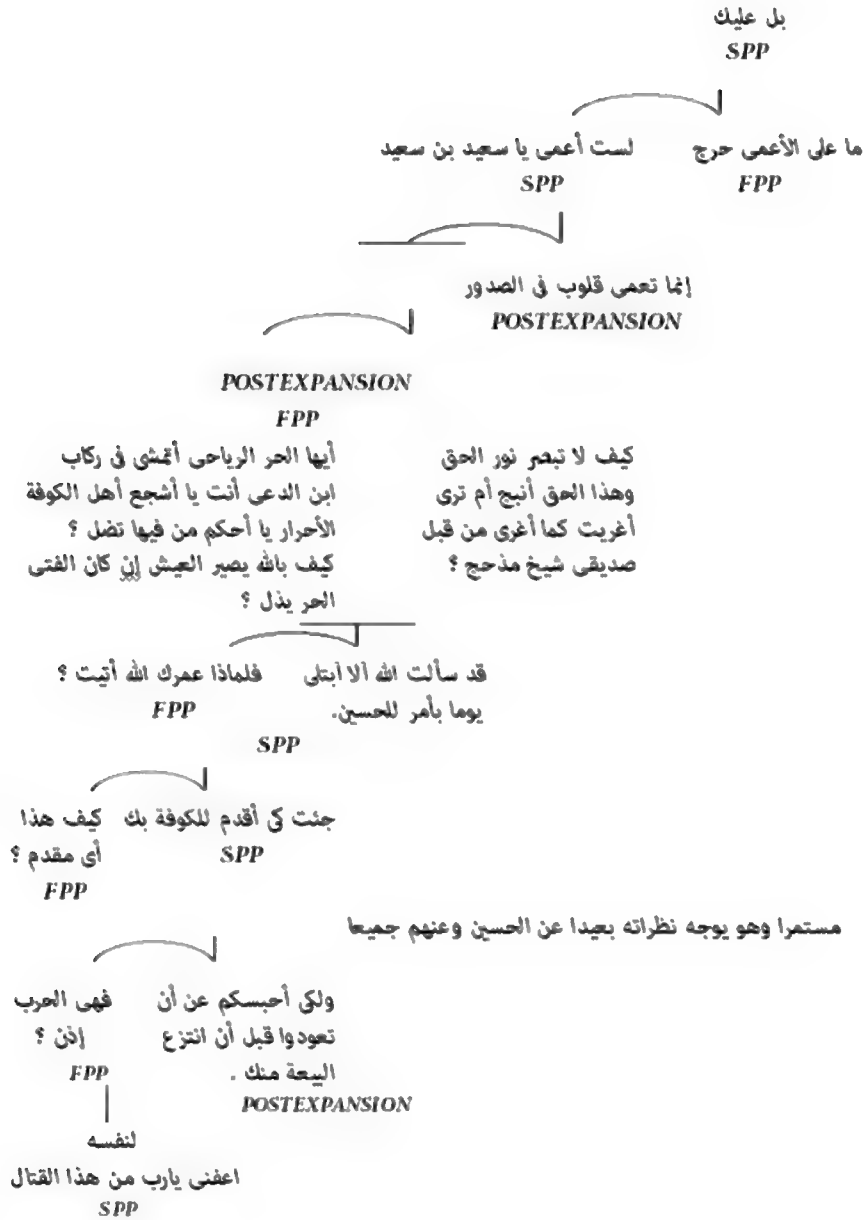 بل عليك
SPP
ما على الأعمى حرج لست أعمى يا سعيد بن سعيد
FPP SPP
إنما تعمى قلوب فى الصدور
POSTEXPANSION
POSTEXPANSION
FPP
كيف لا تبصر نور الحق أيها الحر الرياحى أتمشى فى ركاب
وهذا الحق أنبج أم ترى ابن الدعى أنت يا أشجع أهل الكوفة
أغريت كما أغرى من قبل الأحرار يا أحكم من فيها تضل ؟
صديقى شيخ مذحج ؟ كيف بالله يصير العيش إن كان الفتى
الحر يذل ؟
قد سألت الله ألا أبتلى فلماذا عمرك الله أتيت ؟
يوما بأمر للحسين. FPP
SPP
جئت كى أقدم للكوفة بك كيف هذا
SPP أى مقدم ؟
FPP
مستمرا وهو يوجه نظراته بعيدا عن الحسين وعنهم جميعا
ولكى أحبسكم عن أن فهى الحرب
تعودوا قبل أن انتزع إذن ؟
البيعة منك . FPP
POSTEXPANSION
لنفسه
اعفنى يارب من هذا القتال
SPP